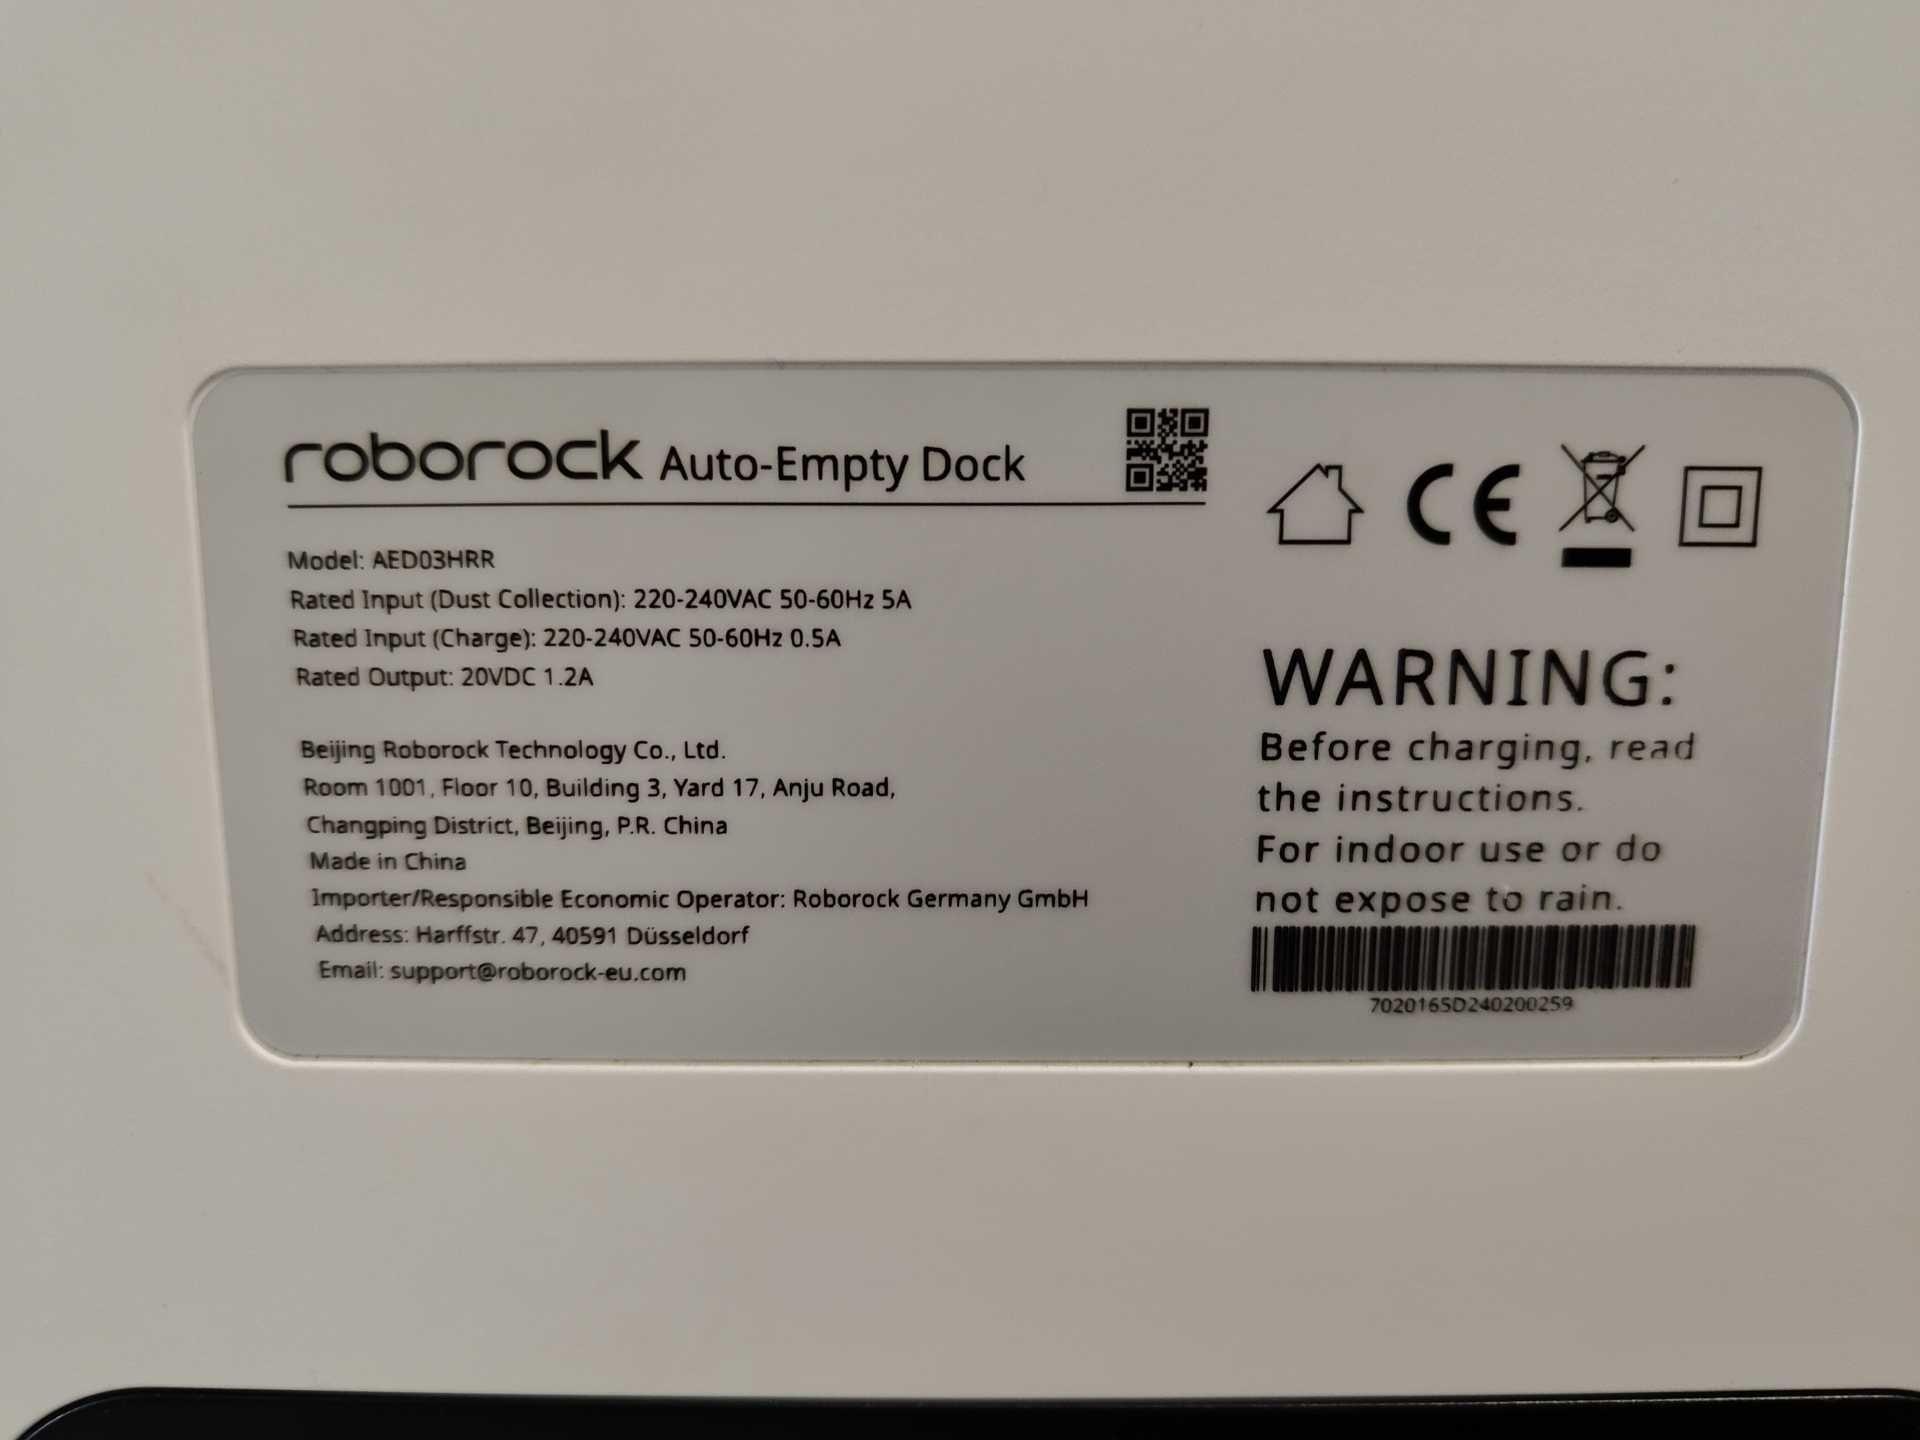 roborock Auto-Empty Dock
Model: AED03HRR
Rated Input (Dust Collection): 220-240VAC 50-60Hz 5A
Rated Input (Charge): 220-240VAC 50-60Hz 0.5A
Rated Output: 20VDC 1.2A
Beijing Roborock Technology Co., Ltd.
Room 1001, Floor 10, Building 3, Yard 17, Anju Road,
Changping District, Beijing, P.R. China
Made in China
Importer/Responsible Economic Operator: Roborock Germany GmbH
Address: Harffstr. 47, 40591 Düsseldorf
Email: support@roborock-eu.com
CE
WARNING:
Before charging, read
the instructions.
For indoor use or do
not expose to rain.
7020165D240200259